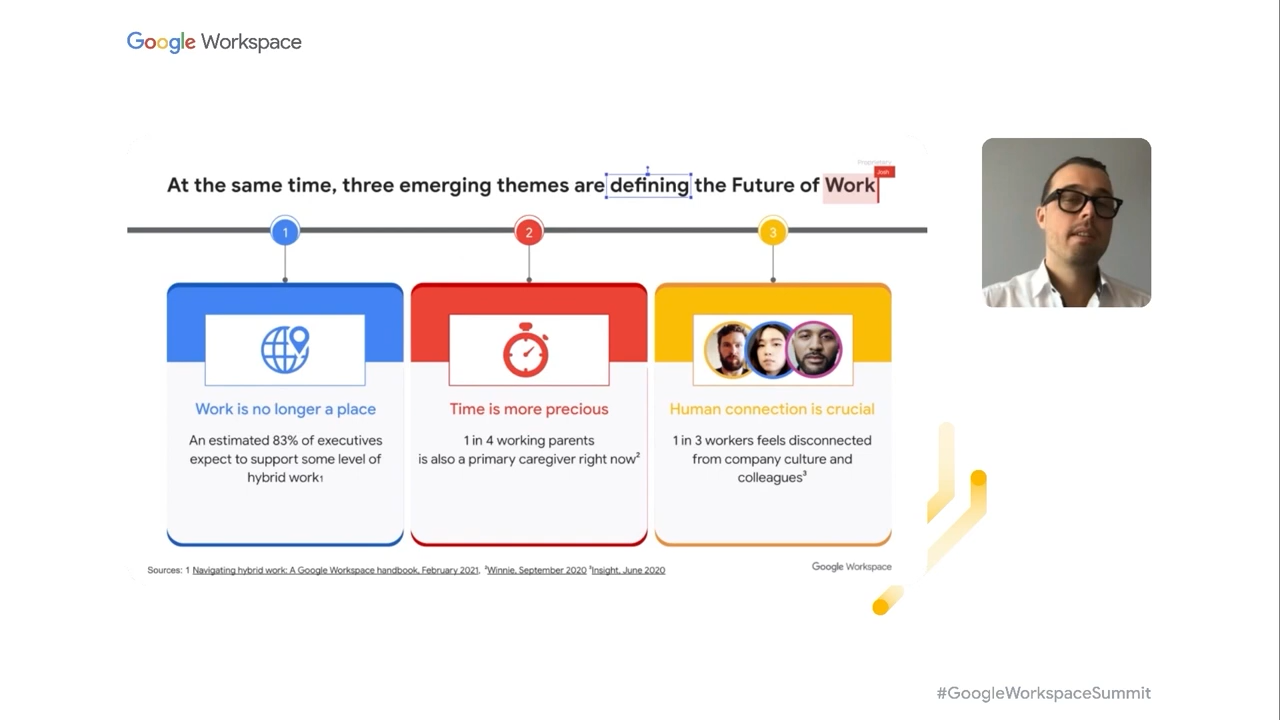 Google Workspace
Proprietary
Josh
At the same time, three emerging themes are defining the Future of Work
1
2
3
Work is no longer a place
An estimated 83% of executives
expect to support some level of
hybrid work₁
Time is more precious
1 in 4 working parents
is also a primary caregiver right now²
Human connection is crucial
1 in 3 workers feels disconnected
from company culture and
colleagues³
Sources: 1 Navigating hybrid work: A Google Workspace handbook, February 2021, ²Winnie, September 2020 ³Insight, June 2020
Google Workspace
#GoogleWorkspaceSummit